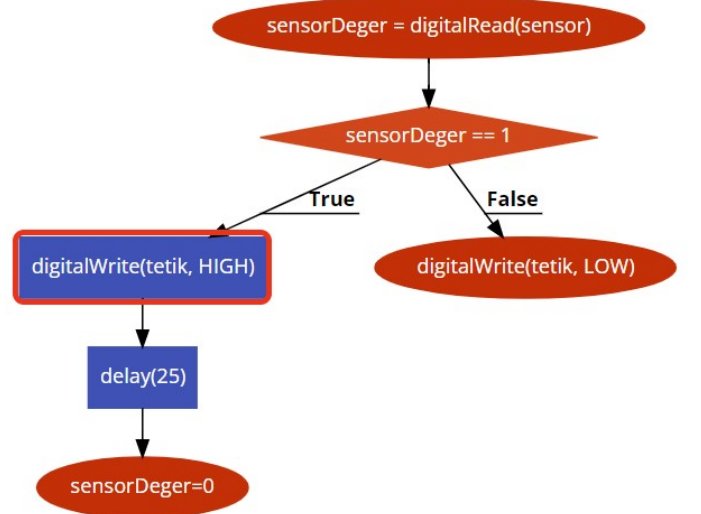 sensorDeger = digitalRead(sensor)
sensorDeger == 1
True
False
digitalWrite(tetik, HIGH)
digitalWrite(tetik, LOW)
delay(25)
sensorDeger=0